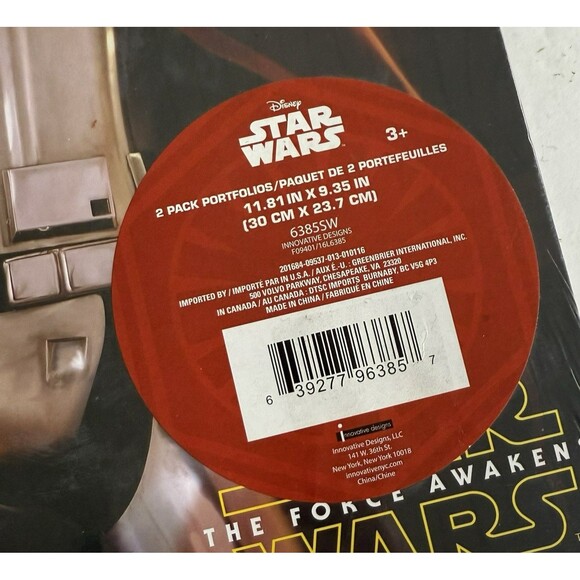 Disney
STAR
WARS
3+
2 PACK PORTFOLIOS/PAQUET DE 2 PORTEFEUILLES
11.81 IN X 9.35 IN
(30 CM X 23.7 CM)
6385SW
INNOVATIVE DESIGNS
F09401/16L6385
201684-09537-013-010116
IMPORTED BY / IMPORTÉ PAR IN U.S.A. / AUX É.-U. : GREENBRIER INTERNATIONAL, INC.
500 VOLVO PARKWAY, CHESAPEAKE, VA 23320
IN CANADA / AU CANADA : DTSC IMPORTS BURNABY, BC V5G 4P3
MADE IN CHINA / FABRIQUÉ EN CHINE
6 39277 96385 7
innovative designs
Innovative Designs, LLC
141 W. 36th St.
New York, New York 10018
innovativenyc.com
China/Chine
THE FORCE AWAKEN
WARS